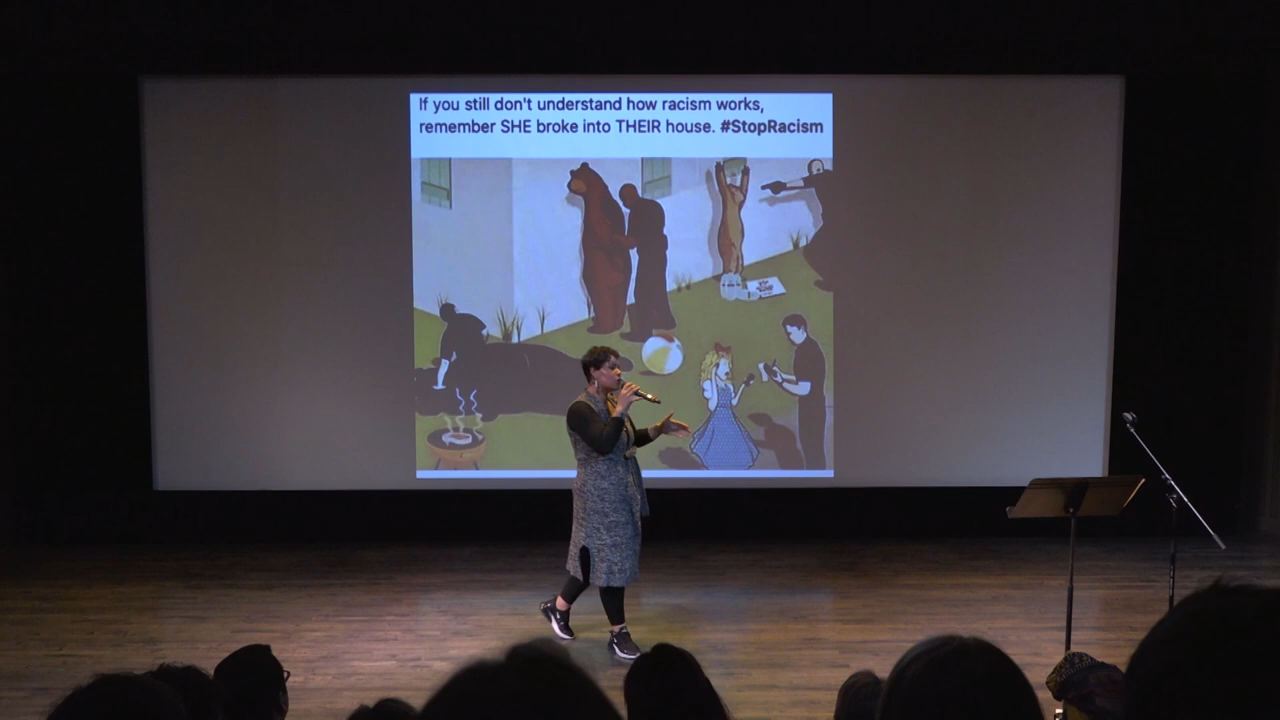 If you still don't understand how racism works,
remember SHE broke into THEIR house. #StopRacism